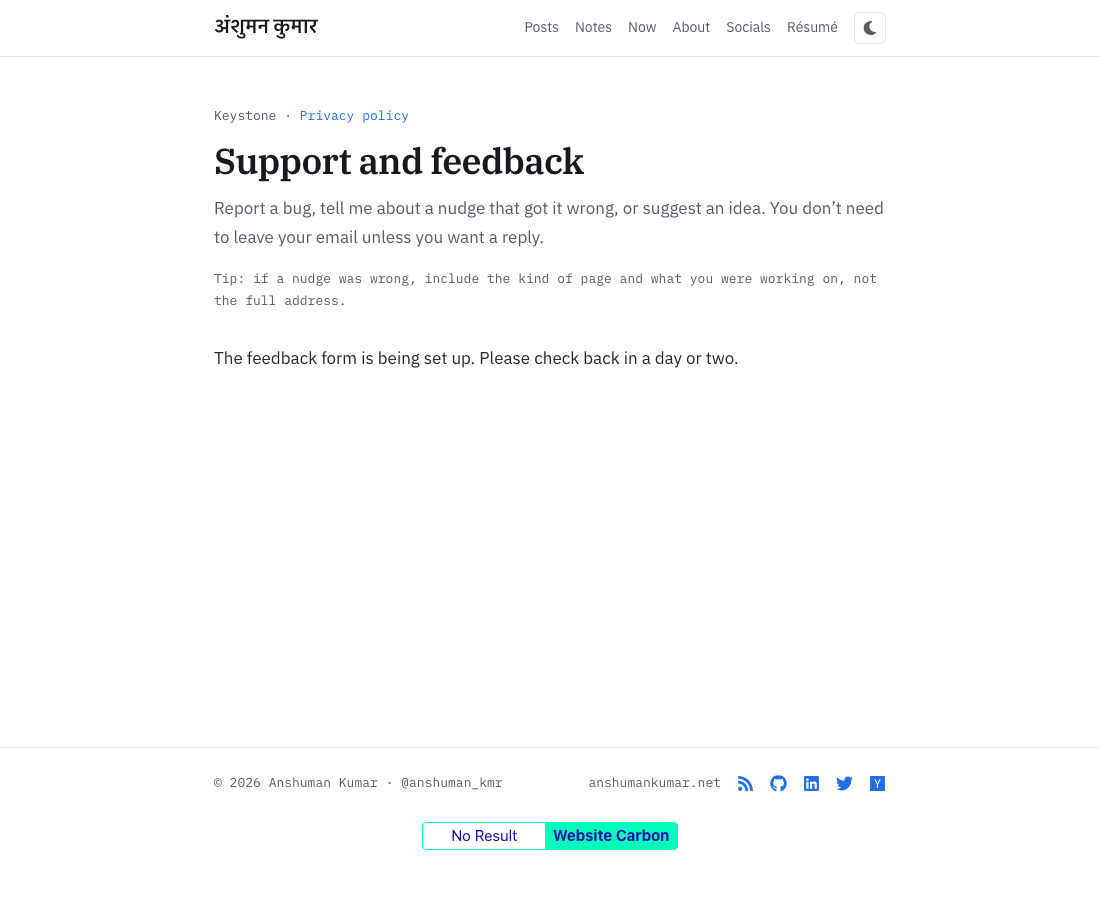 अंशुमन कुमार
Posts Notes Now About Socials Résumé
Keystone · Privacy policy
Support and feedback
Report a bug, tell me about a nudge that got it wrong, or suggest an idea. You don’t need
to leave your email unless you want a reply.
Tip: if a nudge was wrong, include the kind of page and what you were working on, not
the full address.
The feedback form is being set up. Please check back in a day or two.
© 2026 Anshuman Kumar · @anshuman_kmr anshumankumar.net
No Result Website Carbon